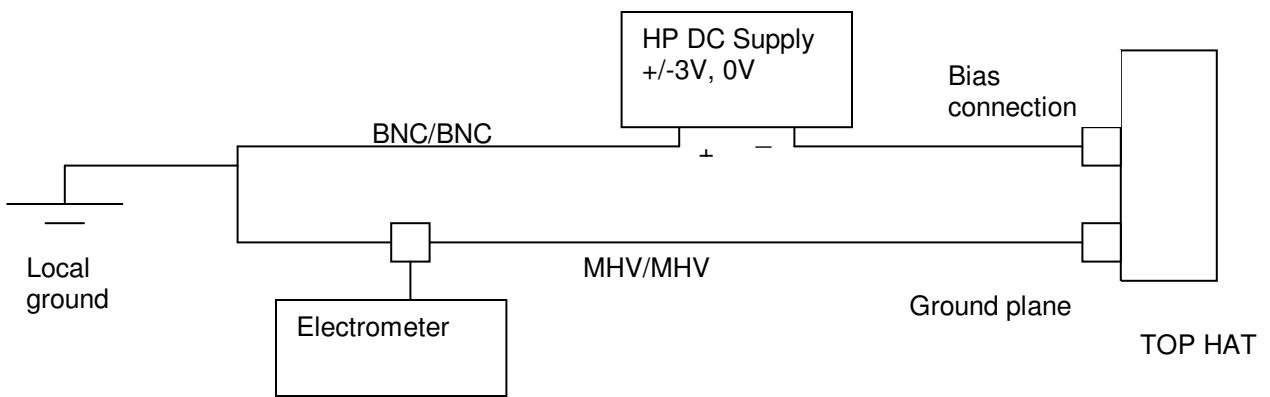 HP DC Supply
+/-3V, 0V
Bias
connection
BNC/BNC
+ –
Local
ground
MHV/MHV
Electrometer
Ground plane
TOP HAT